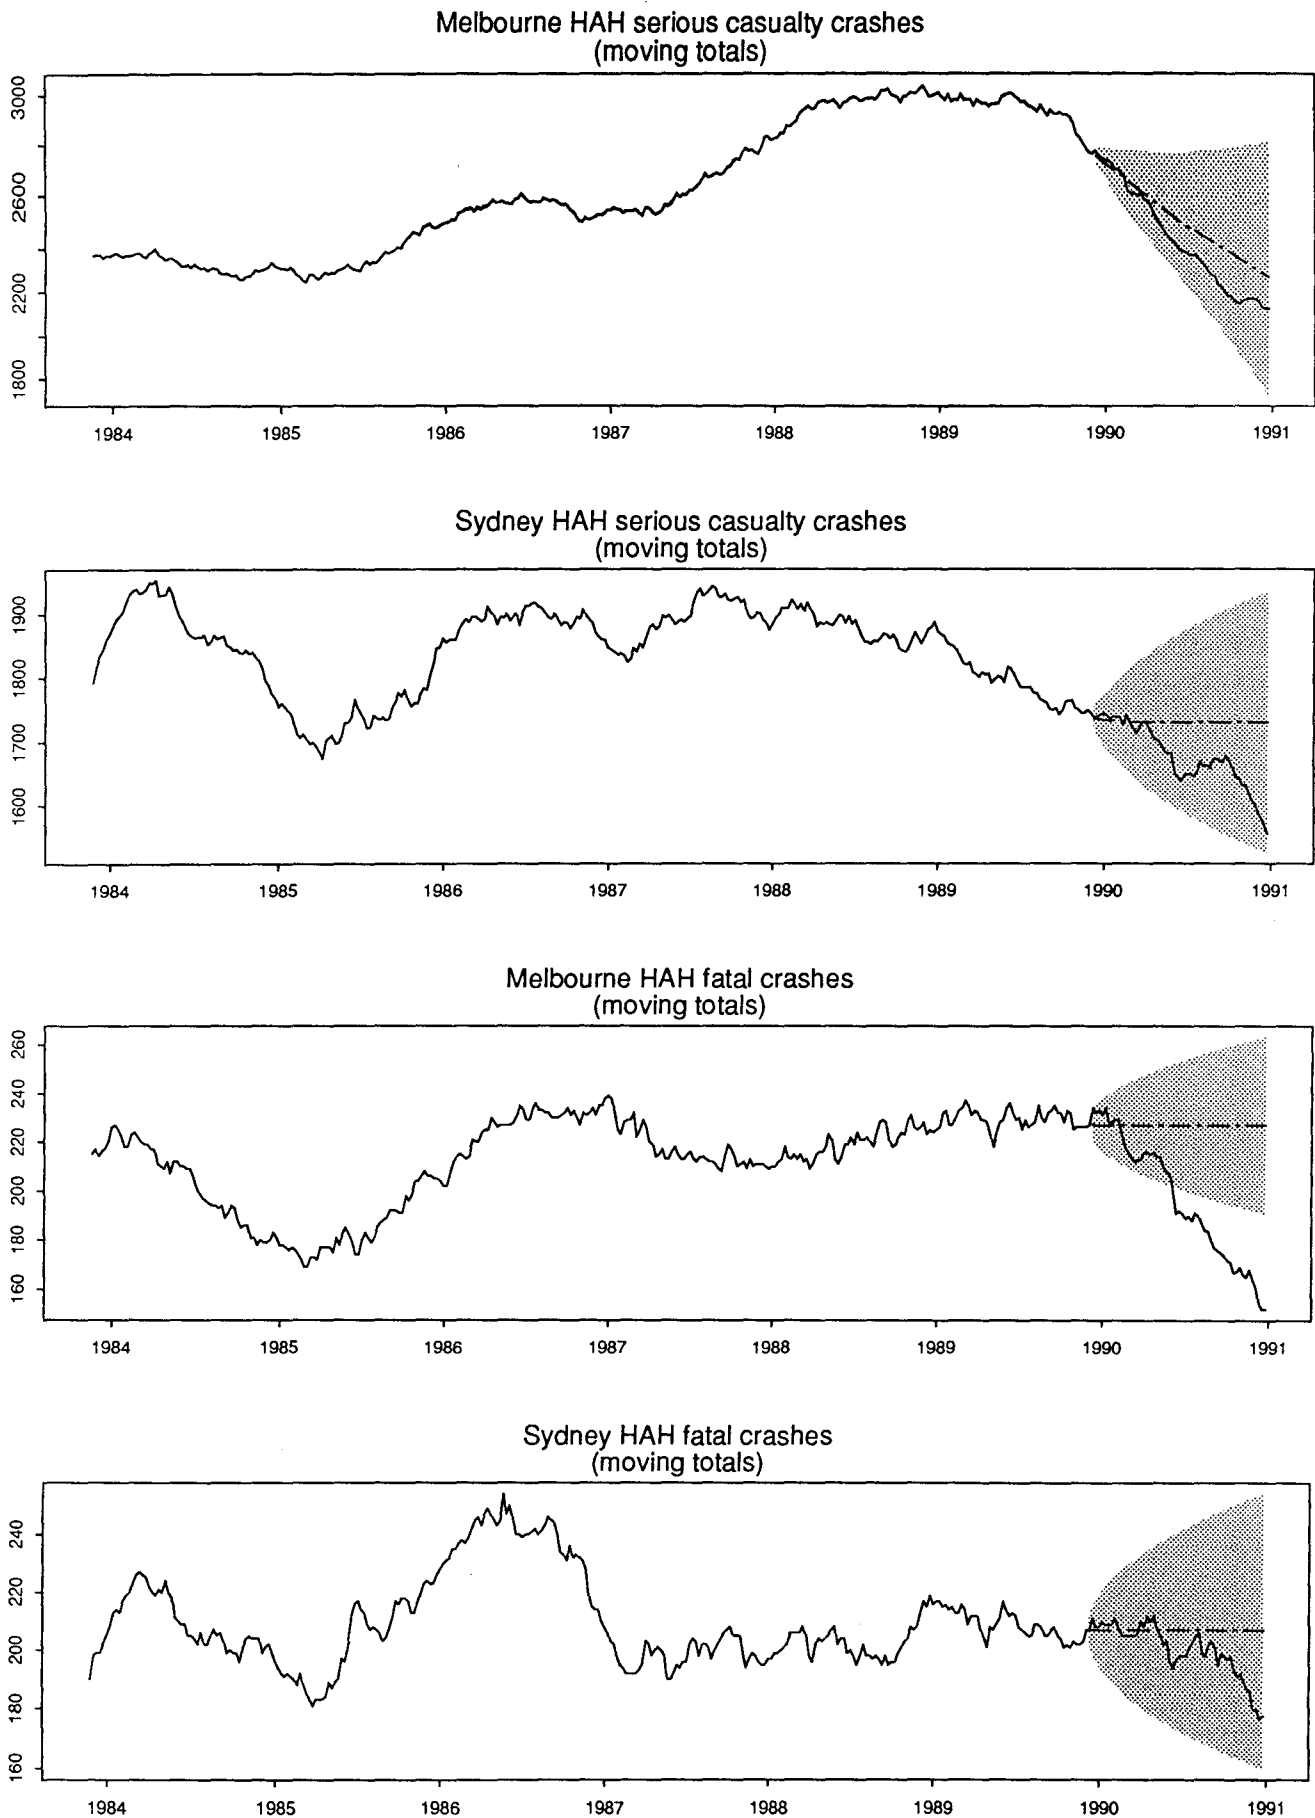 Melbourne HAH serious casualty crashes
(moving totals)
3000
2600
2200
1800
1984 1985 1986 1987 1988 1989 1990 1991
Sydney HAH serious casualty crashes
(moving totals)
1900
1800
1700
1600
1984 1985 1986 1987 1988 1989 1990 1991
Melbourne HAH fatal crashes
(moving totals)
260
240
220
200
180
160
1984 1985 1986 1987 1988 1989 1990 1991
Sydney HAH fatal crashes
(moving totals)
240
220
200
180
160
1984 1985 1986 1987 1988 1989 1990 1991